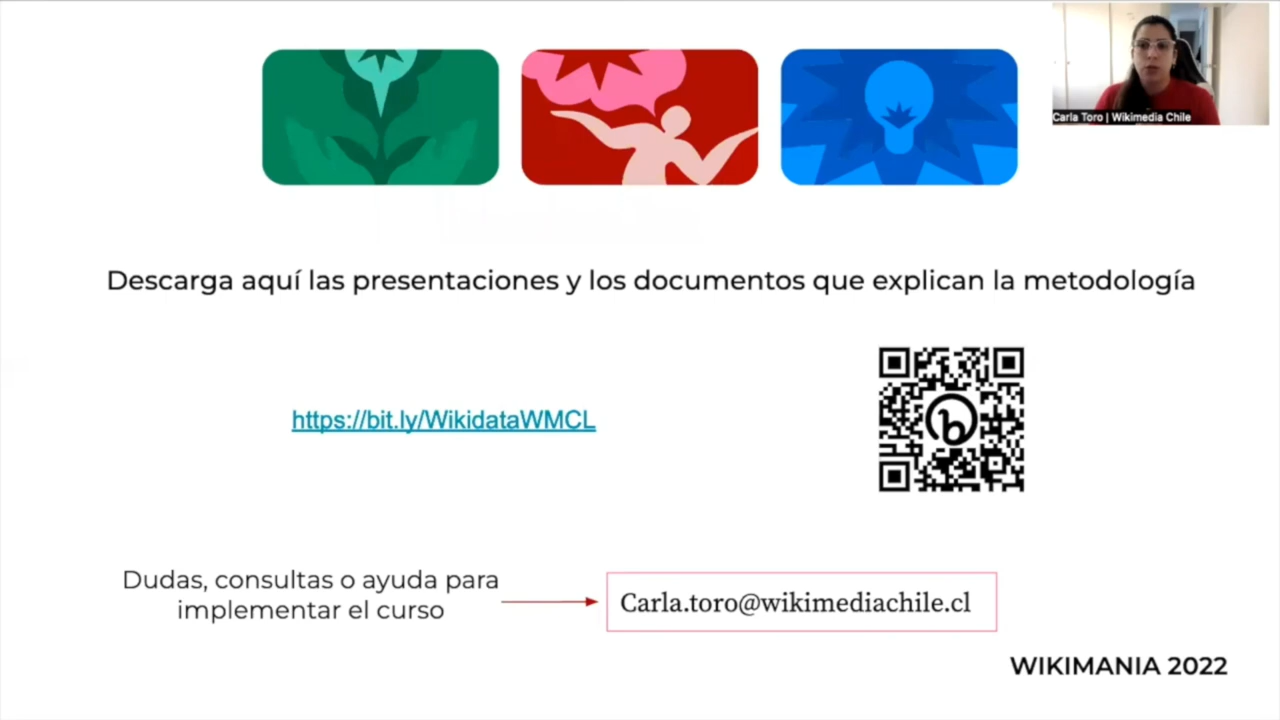 Carla Toro | Wikimedia Chile
Descarga aquí las presentaciones y los documentos que explican la metodología
https://bit.ly/WikidataWMCL
b
Dudas, consultas o ayuda para
implementar el curso
Carla.toro@wikimediachile.cl
WIKIMANIA 2022